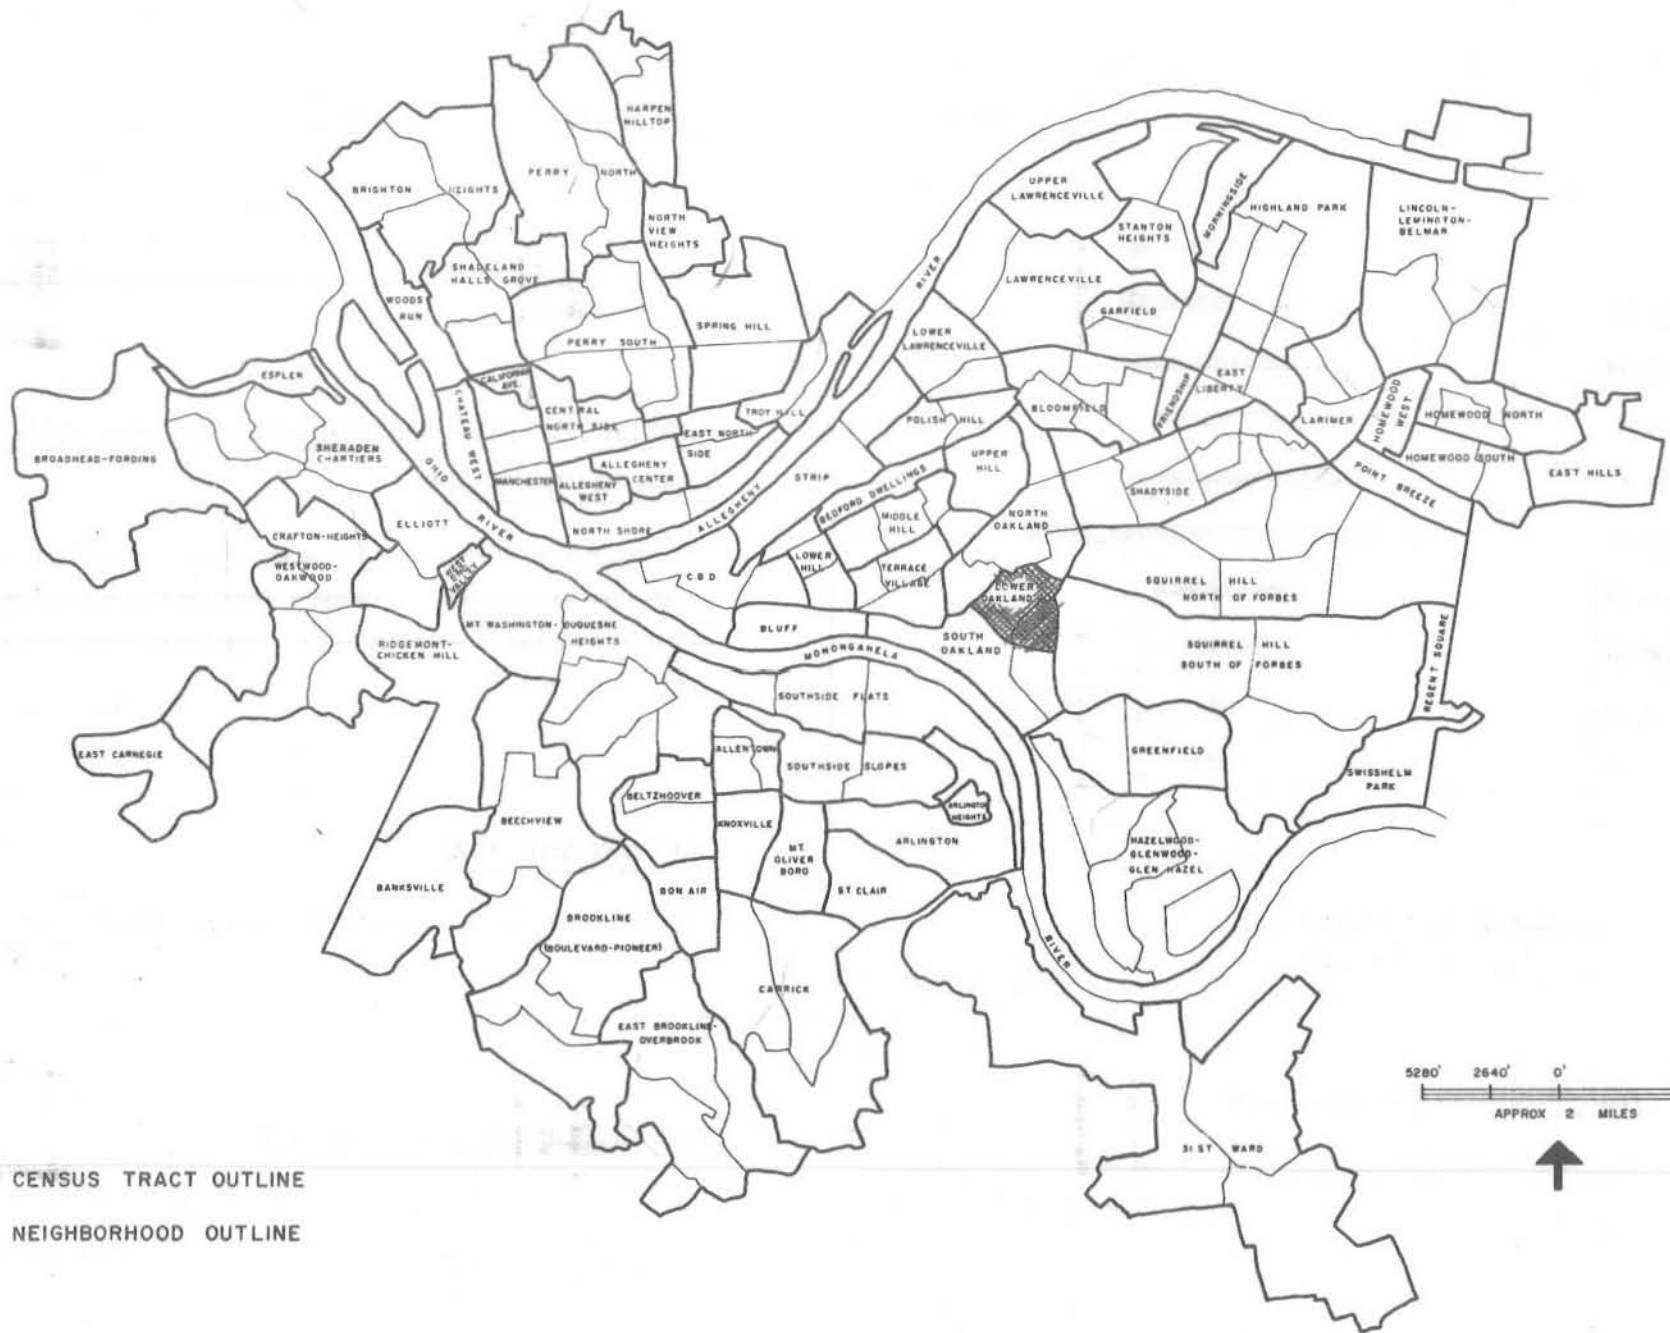 HARPEN
HILLTOP
PERRY NORTH
BRIGHTON HEIGHTS
NORTH
VIEW
HEIGHTS
SHADELAND
HALLS GROVE
WOODS
RUN
SPRING HILL
PERRY SOUTH
CALIFORNIA
AVE.
ESPLEN
CHATEAU WEST
CENTRAL
NORTH SIDE
TROY HILL
EAST NORTH
SIDE
ALLEGHENY
CENTER
MANCHESTER
ALLEGHENY
WEST
NORTH SHORE
BROADHEAD-FORDING
SHERADEN
CHARTIERS
OHIO
RIVER
ALLEGHENY
RIVER
UPPER
LAWRENCEVILLE
STANTON
HEIGHTS
MORNINGSIDE
HIGHLAND PARK
LINCOLN-
LEMINGTON-
BELMAR
LAWRENCEVILLE
GARFIELD
LOWER
LAWRENCEVILLE
EAST
LIBERTY
FRIENDSHIP
BLOOMFIELD
POLISH HILL
LARIMER
HOMEWOOD
WEST
HOMEWOOD NORTH
HOMEWOOD SOUTH
EAST HILLS
POINT BREEZE
SHADYSIDE
STRIP
UPPER
HILL
BEDFORD DWELLINGS
MIDDLE
HILL
NORTH
OAKLAND
LOWER
HILL
TERRACE
VILLAGE
C.B.D
LOWER
OAKLAND
SQUIRREL HILL
NORTH OF FORBES
BLUFF
SOUTH
OAKLAND
SQUIRREL HILL
SOUTH OF FORBES
REGENT SQUARE
ELLIOTT
CRAFTON-HEIGHTS
WESTWOOD-
OAKWOOD
WEST
END
VALLEY
MT WASHINGTON-DUQUESNE
HEIGHTS
RIDGEMONT-
CHICKEN HILL
MONONGAHELA
RIVER
SOUTHSIDE FLATS
EAST CARNEGIE
ALLENTOWN
SOUTHSIDE SLOPES
GREENFIELD
SWISSHELM
PARK
BELTZHOOVER
ARLINGTON
HEIGHTS
BEECHVIEW
KNOXVILLE
MT.
OLIVER
BORO
ARLINGTON
HAZELWOOD-
GLENWOOD-
GLEN HAZEL
BANKSVILLE
BON AIR
ST CLAIR
BROOKLINE
(BOULEVARD-PIONEER)
CARRICK
EAST BROOKLINE-
OVERBROOK
31 ST WARD
5280' 2640' 0'
APPROX 2 MILES
CENSUS TRACT OUTLINE
NEIGHBORHOOD OUTLINE